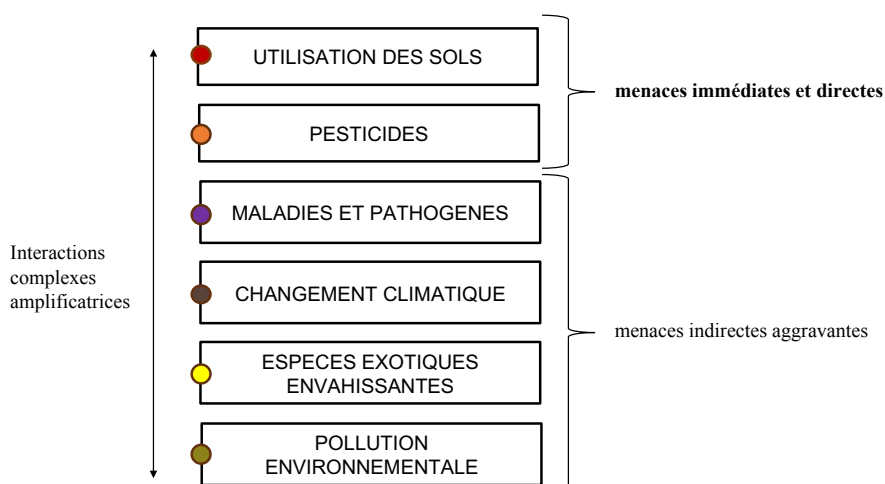 UTILISATION DES SOLS
menaces immédiates et directes
PESTICIDES
MALADIES ET PATHOGENES
Interactions
complexes
amplificatrices
CHANGEMENT CLIMATIQUE
menaces indirectes aggravantes
ESPECES EXOTIQUES
ENVAHISSANTES
POLLUTION
ENVIRONNEMENTALE